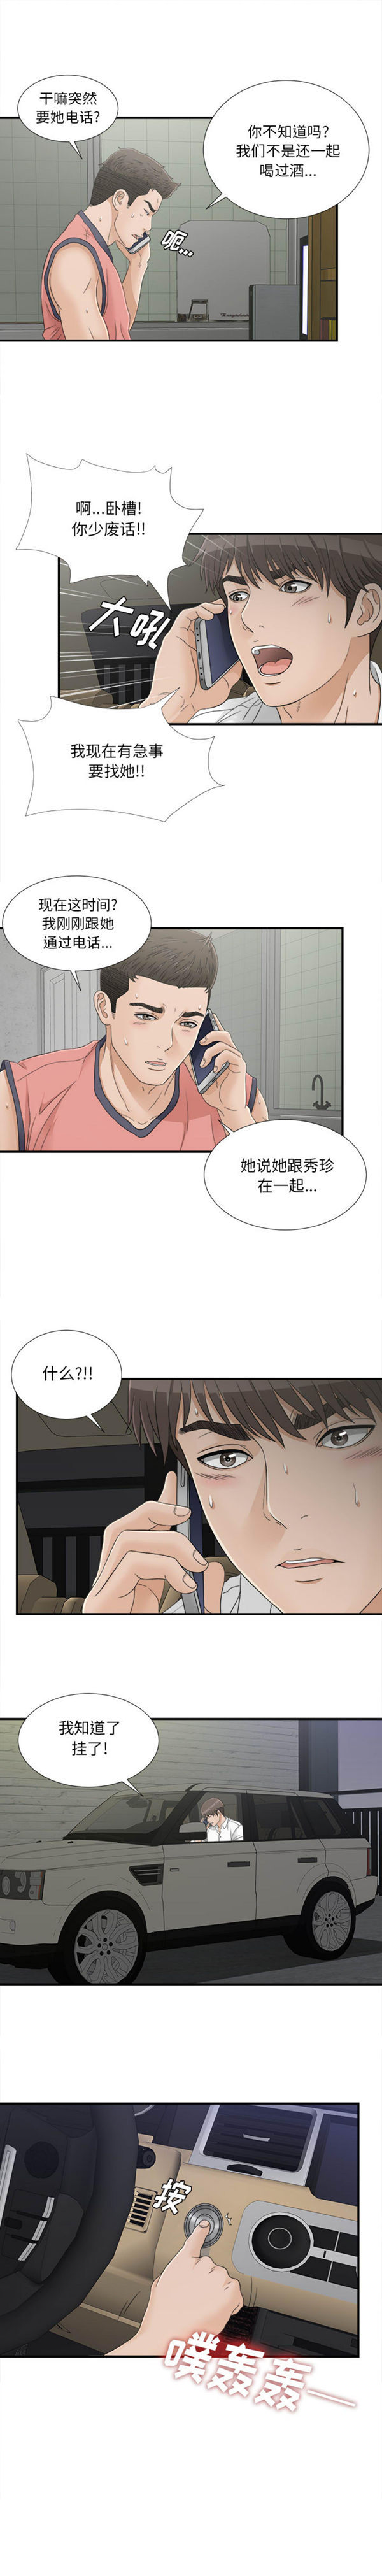 干嘛突然
要她电话?
你不知道吗?
我们不是还一起
喝过酒...
呃...
啊...卧槽!
你少废话!!
大吼
我现在有急事
要找她!!
现在这时间?
我刚刚跟她
通过电话...
她说她跟秀珍
在一起...
什么?!!
我知道了
挂了!
按
噗轰轰——